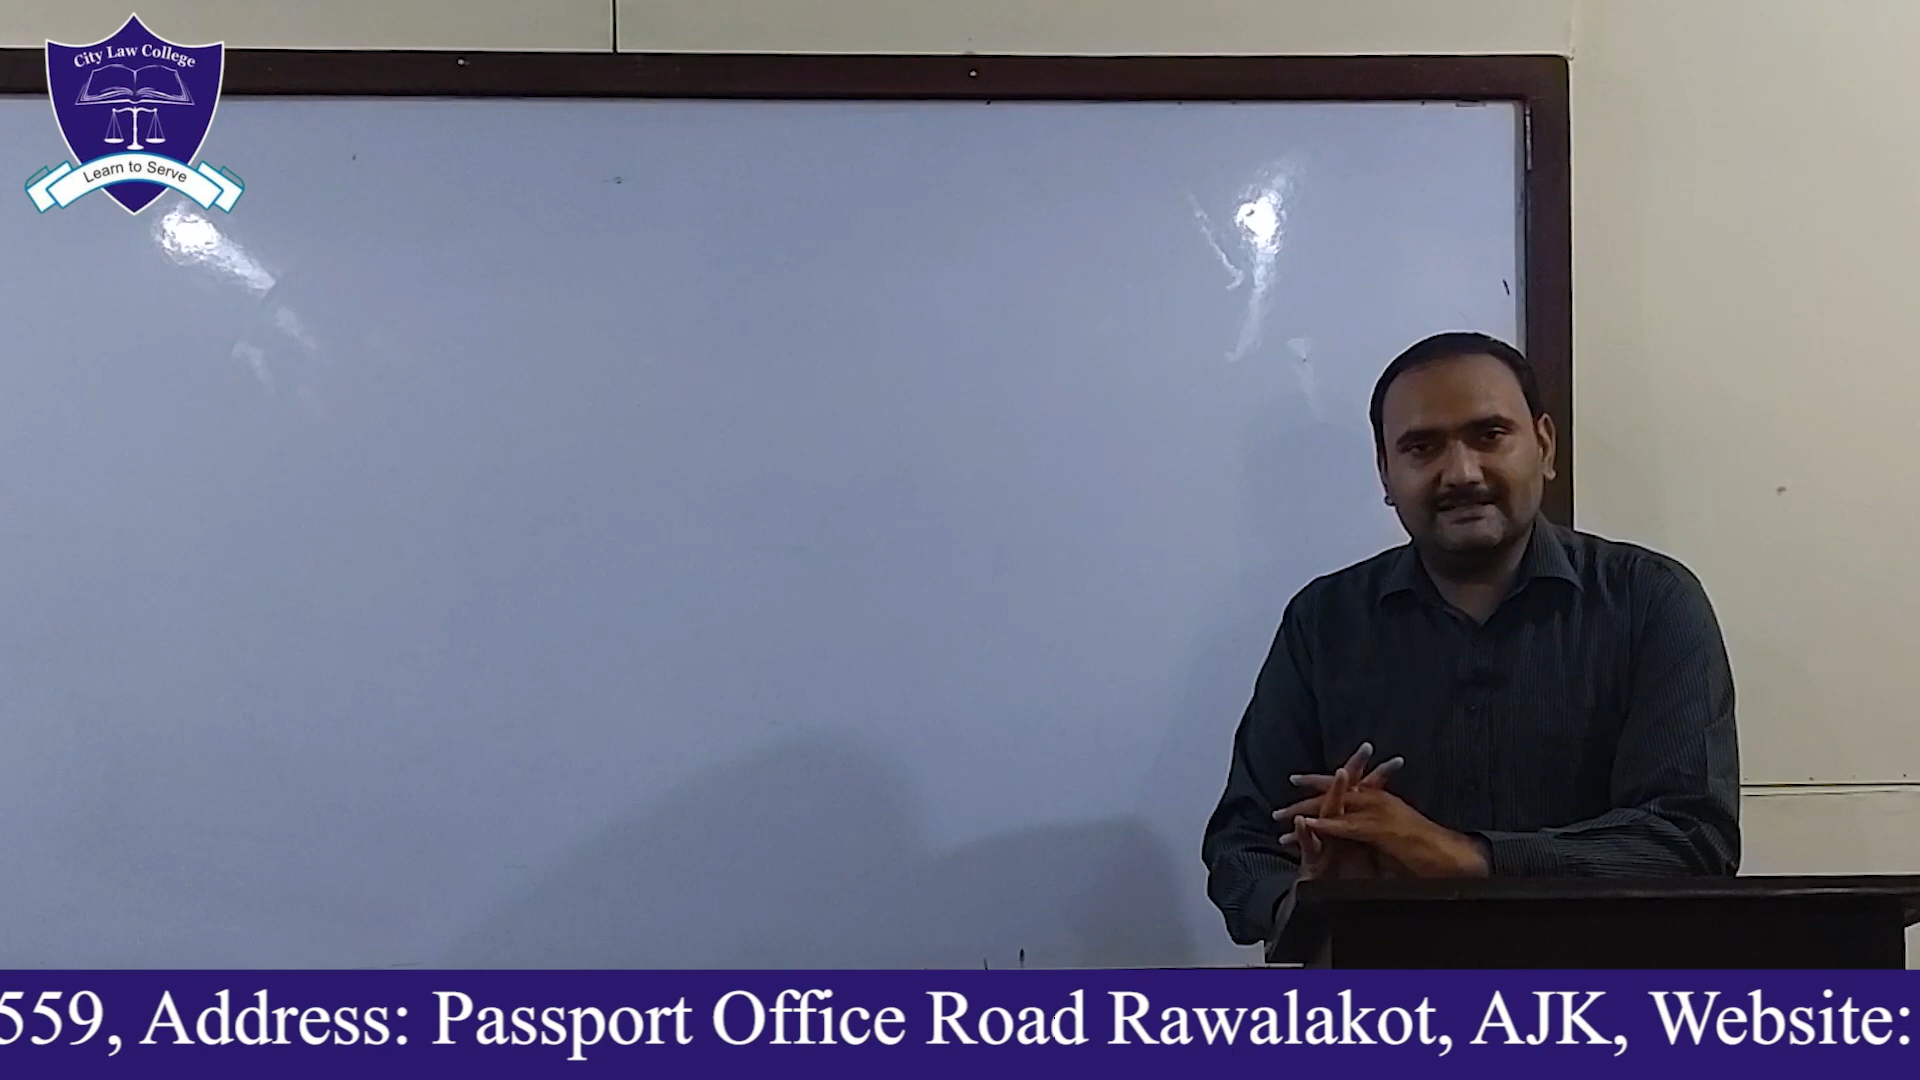 City Law College
Learn to Serve
559, Address: Passport Office Road Rawalakot, AJK, Website: